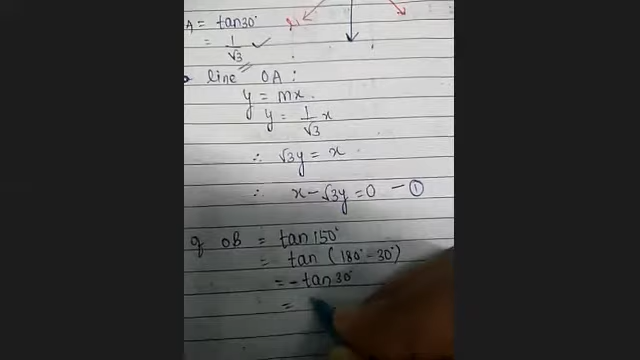 A = tan30°
= 1/√3 ✓
line OA :
y = mx.
y = 1/√3 x
∴ √3y = x
∴ x - √3y = 0 - ①
of OB = tan 150°
= tan (180° - 30°)
= - tan 30°
=